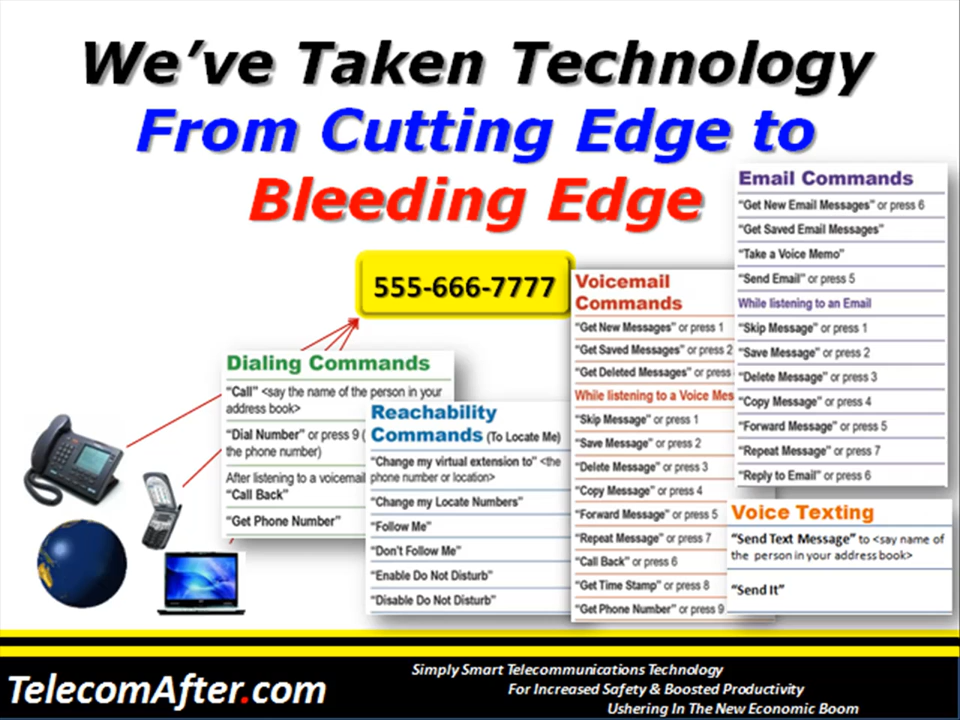 We've Taken Technology
From Cutting Edge to
Bleeding Edge
555-666-7777
Dialing Commands
"Call" <say the name of the person in your
address book>
"Dial Number" or press 9 (
the phone number)
After listening to a voicemail
"Call Back"
"Get Phone Number"
Reachability
Commands (To Locate Me)
"Change my virtual extension to" <the
phone number or location>
"Change my Locate Numbers"
"Follow Me"
"Don't Follow Me"
"Enable Do Not Disturb"
"Disable Do Not Disturb"
Voicemail
Commands
"Get New Messages" or press 1
"Get Saved Messages" or press 2
"Get Deleted Messages" or press
While listening to a Voice Mes
"Skip Message" or press 1
"Save Message" or press 2
"Delete Message" or press 3
"Copy Message" or press 4
"Forward Message" or press 5
"Repeat Message" or press 7
"Call Back" or press 6
"Get Time Stamp" or press 8
"Get Phone Number" or press 9
Email Commands
"Get New Email Messages" or press 6
"Get Saved Email Messages"
"Take a Voice Memo"
"Send Email" or press 5
While listening to an Email
"Skip Message" or press 1
"Save Message" or press 2
"Delete Message" or press 3
"Copy Message" or press 4
"Forward Message" or press 5
"Repeat Message" or press 7
"Reply to Email" or press 6
Voice Texting
"Send Text Message" to <say name of
the person in your address book>
"Send It"
TelecomAfter.com
Simply Smart Telecommunications Technology
For Increased Safety & Boosted Productivity
Ushering In The New Economic Boom